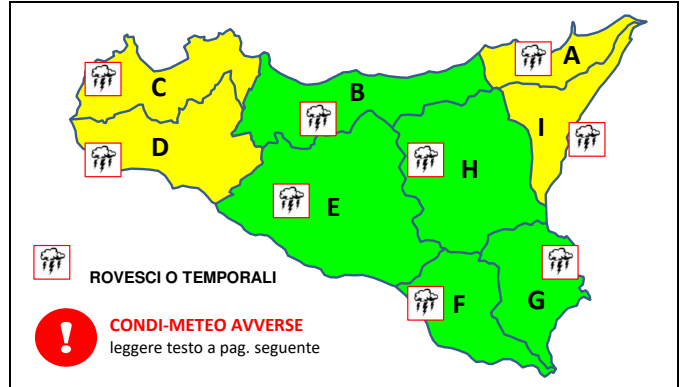 A
C
B
I
D
H
E
ROVESCI O TEMPORALI
F
G
CONDI-METEO AVVERSE
leggere testo a pag. seguente
!